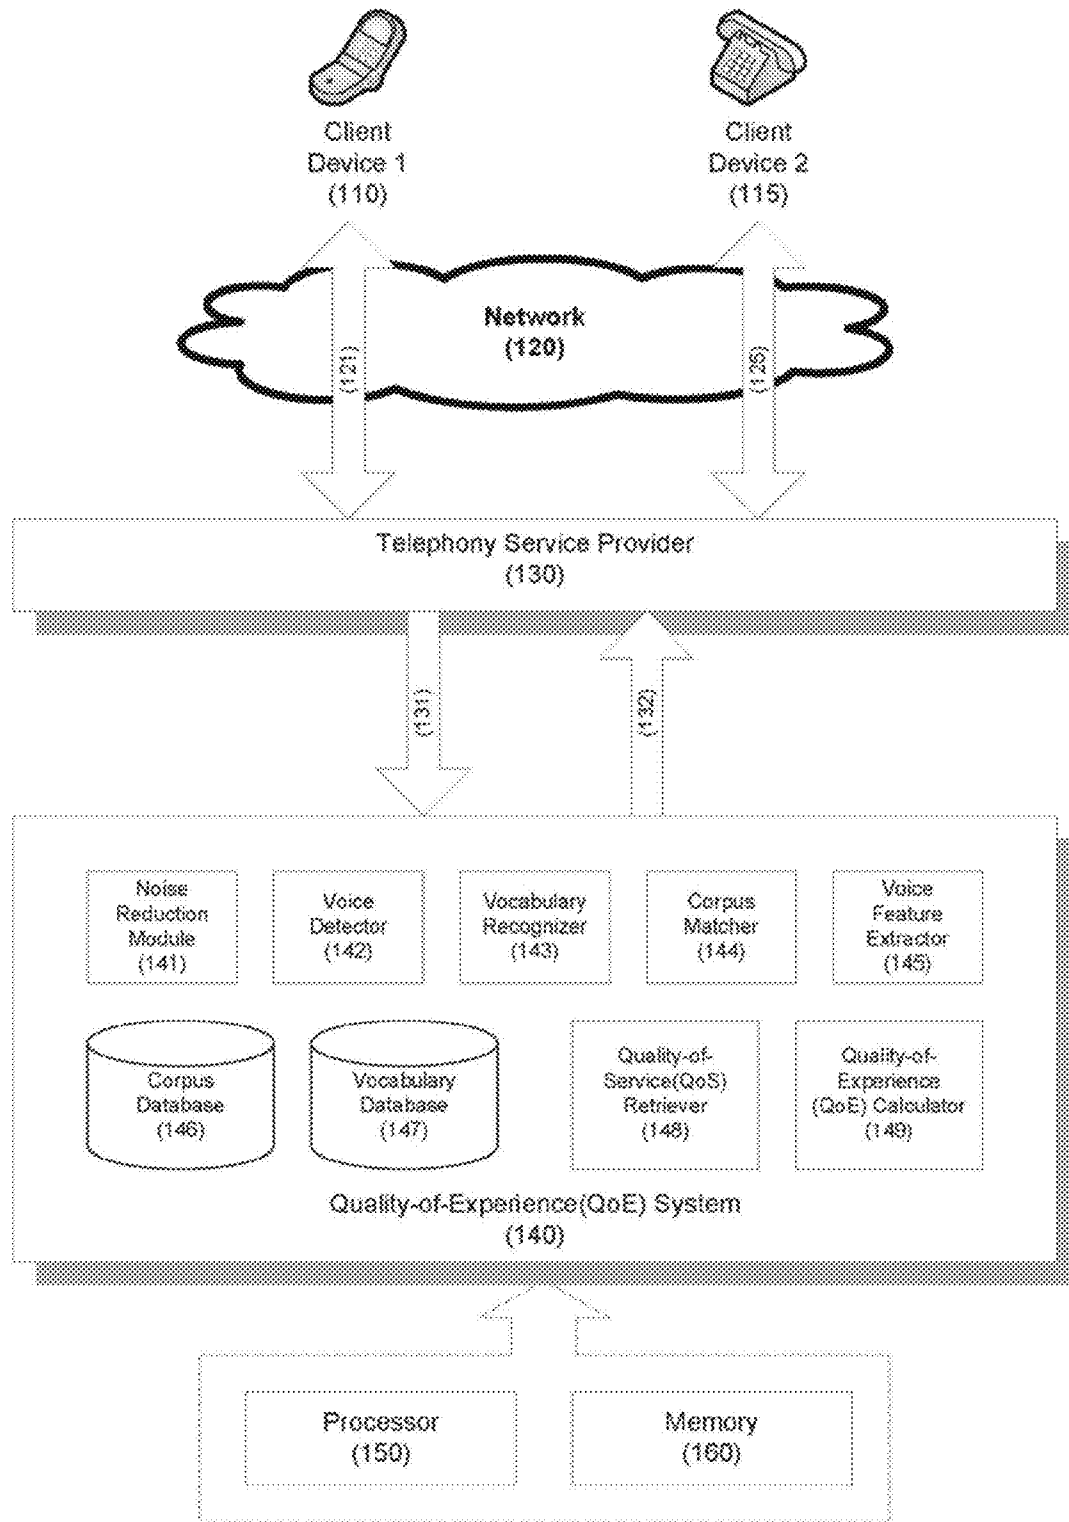 Client
Device 1
(110)
Client
Device 2
(115)
Network
(120)
(121)
(125)
Telephony Service Provider
(130)
(131)
(132)
Noise
Reduction
Module
(141)
Voice
Detector
(142)
Vocabulary
Recognizer
(143)
Corpus
Matcher
(144)
Voice
Feature
Extractor
(145)
Corpus
Database
(146)
Vocabulary
Database
(147)
Quality-of-
Service(QoS)
Retriever
(148)
Quality-of-
Experience
(QoE) Calculator
(149)
Quality-of-Experience(QoE) System
(140)
Processor
(150)
Memory
(160)